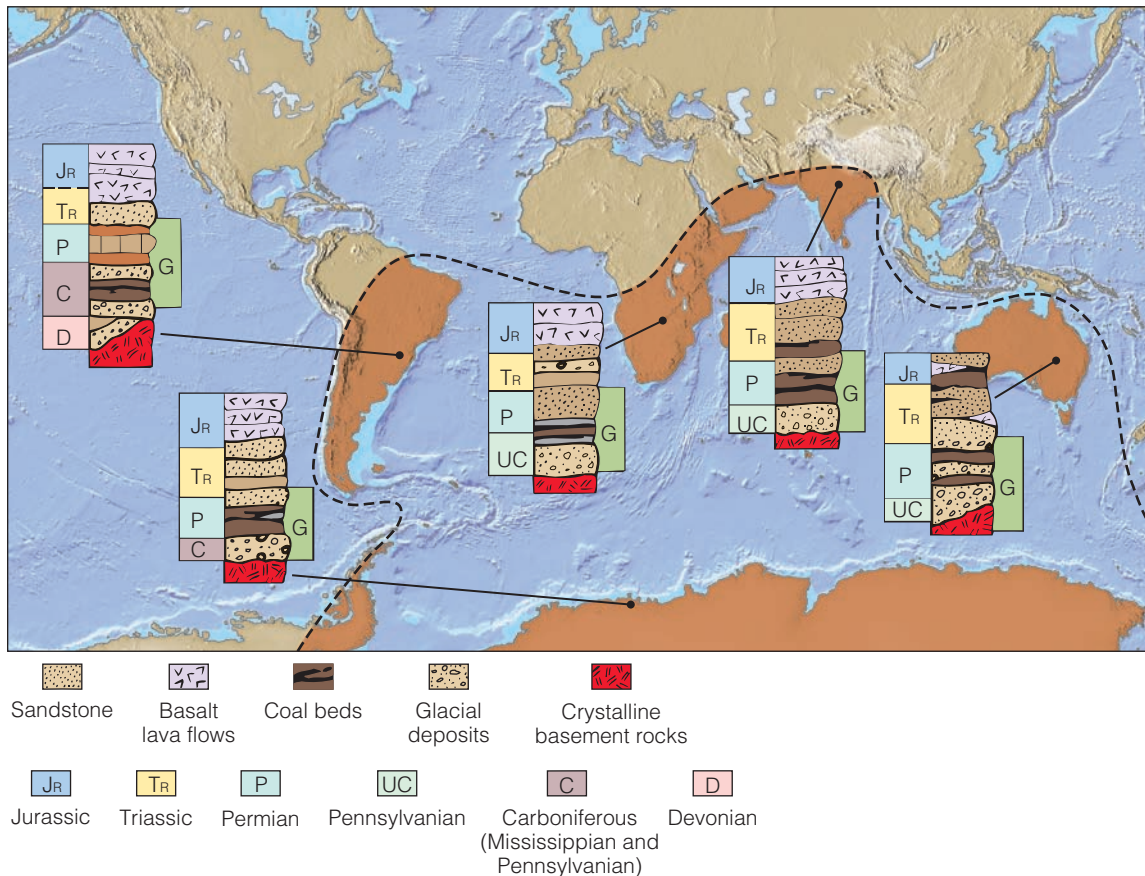 JR
TR
P
C
D
G
JR
TR
P
C
G
JR
TR
P
UC
G
JR
TR
P
UC
G
JR
TR
P
UC
G
Sandstone
Basalt
lava flows
Coal beds
Glacial
deposits
Crystalline
basement rocks
JR
Jurassic
TR
Triassic
P
Permian
UC
Pennsylvanian
C
Carboniferous
(Mississippian and
Pennsylvanian)
D
Devonian